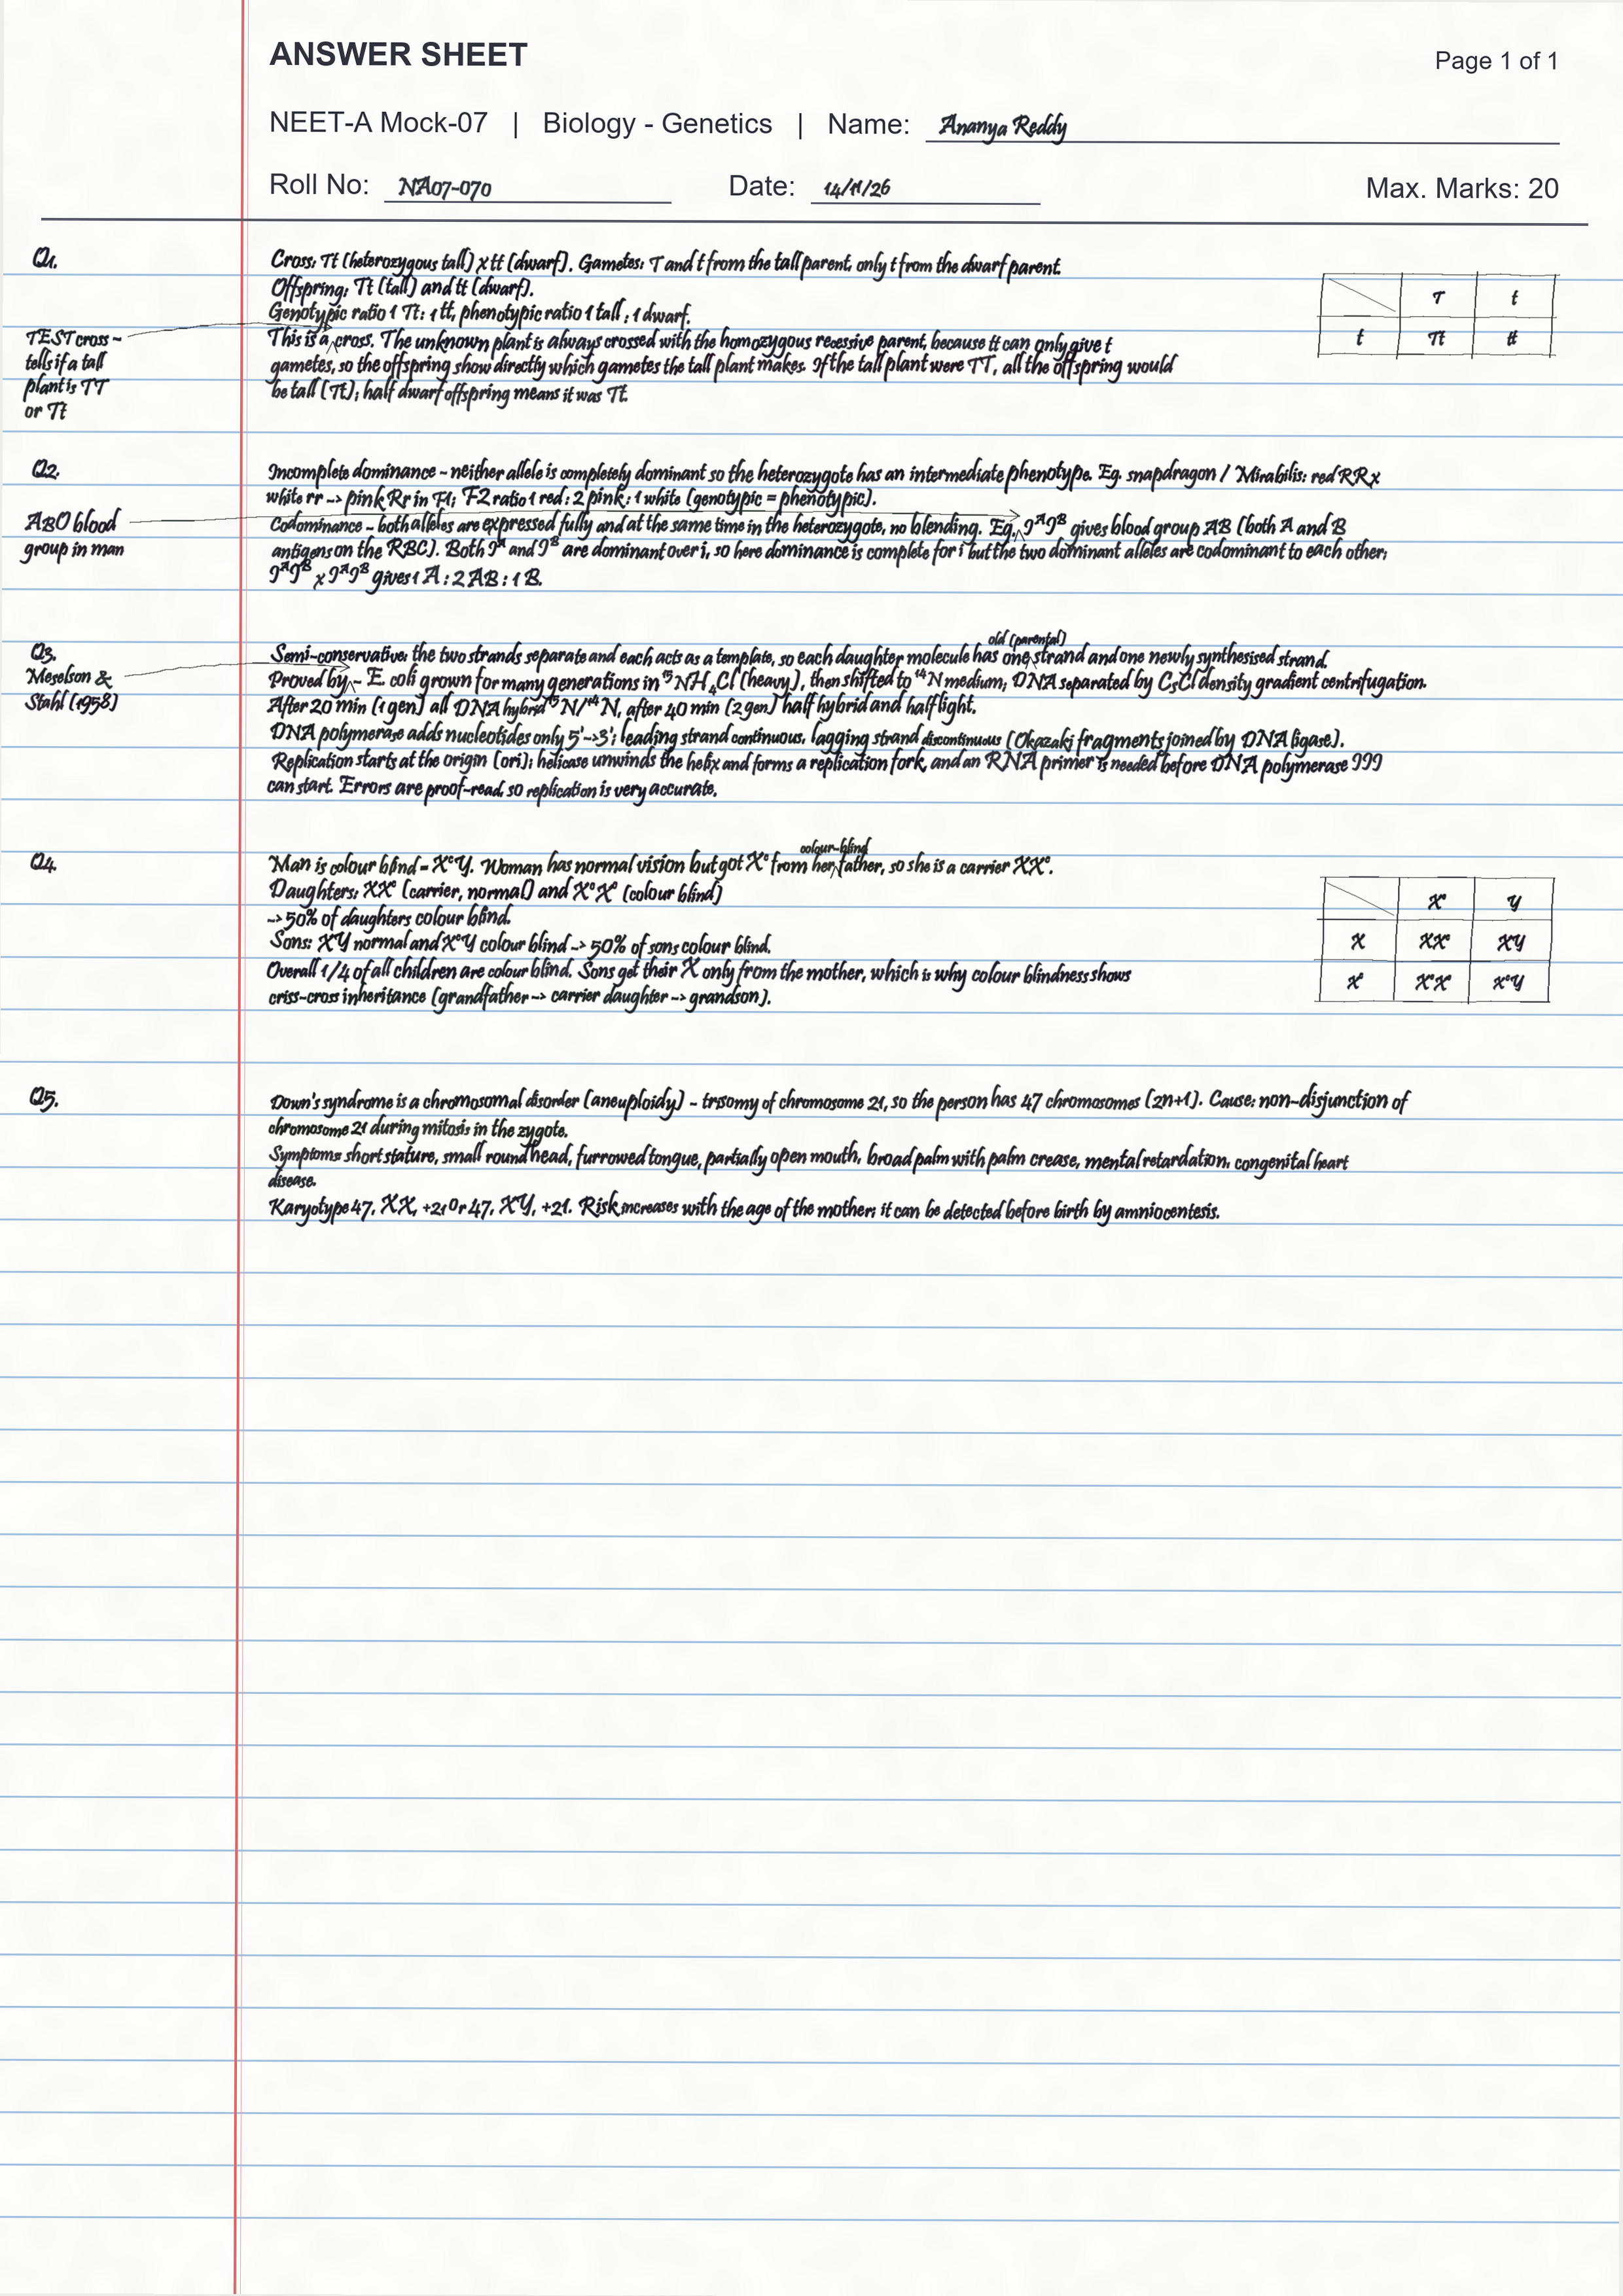 ANSWER SHEET
Page 1 of 1
NEET-A Mock-07 | Biology - Genetics | Name: Ananya Reddy
Roll No: NA07-070 Date: 14/11/26 Max. Marks: 20
Q1.
Cross: Tt (heterozygous tall) x tt (dwarf). Gametes: T and t from the tall parent, only t from the dwarf parent.
Offspring: Tt (tall) and tt (dwarf).
Genotypic ratio 1 Tt : 1 tt, phenotypic ratio 1 tall : 1 dwarf.
This is a cross. The unknown plant is always crossed with the homozygous recessive parent, because tt can only give t
gametes, so the offspring show directly which gametes the tall plant makes. If the tall plant were TT, all the offspring would
be tall (Tt); half dwarf offspring means it was Tt.
TEST cross -
tells if a tall
plant is TT
or Tt
T t
t Tt tt
Q2.
Incomplete dominance - neither allele is completely dominant so the heterozygote has an intermediate phenotype. Eg. snapdragon / Mirabilis: red RR x
white rr -> pink Rr in F1; F2 ratio 1 red : 2 pink : 1 white (genotypic = phenotypic).
Codominance - both alleles are expressed fully and at the same time in the heterozygote, no blending. Eg. IᴬIᴮ gives blood group AB (both A and B
antigens on the RBC). Both Iᴬ and Iᴮ are dominant over i, so here dominance is complete for i but the two dominant alleles are codominant to each other;
IᴬIᴮ x IᴬIᴮ gives 1 A : 2 AB : 1 B.
ABO blood
group in man
Q3.
old (parental)
Semi-conservative: the two strands separate and each acts as a template, so each daughter molecule has one strand and one newly synthesised strand.
Proved by - E. coli grown for many generations in ¹⁵NH₄Cl (heavy), then shifted to ¹⁴N medium; DNA separated by CsCl density gradient centrifugation.
After 20 min (1 gen) all DNA hybrid ¹⁵N/¹⁴N, after 40 min (2 gen) half hybrid and half light.
DNA polymerase adds nucleotides only 5'->3'; leading strand continuous, lagging strand discontinuous (Okazaki fragments joined by DNA ligase).
Replication starts at the origin (ori); helicase unwinds the helix and forms a replication fork, and an RNA primer is needed before DNA polymerase III
can start. Errors are proof-read, so replication is very accurate.
Meselson &
Stahl (1958)
Q4.
colour-blind
Man is colour blind = XᶜY. Woman has normal vision but got Xᶜ from her father, so she is a carrier XXᶜ.
Daughters: XXᶜ (carrier, normal) and XᶜXᶜ (colour blind)
-> 50% of daughters colour blind.
Sons: XY normal and XᶜY colour blind -> 50% of sons colour blind.
Overall 1/4 of all children are colour blind. Sons get their X only from the mother, which is why colour blindness shows
criss-cross inheritance (grandfather -> carrier daughter -> grandson).
Xᶜ Y
X XXᶜ XY
Xᶜ XᶜXᶜ XᶜY
Q5.
Down's syndrome is a chromosomal disorder (aneuploidy) - trisomy of chromosome 21, so the person has 47 chromosomes (2n+1). Cause: non-disjunction of
chromosome 21 during mitosis in the zygote.
Symptoms: short stature, small round head, furrowed tongue, partially open mouth, broad palm with palm crease, mental retardation, congenital heart
disease.
Karyotype 47, XX, +21 or 47, XY, +21. Risk increases with the age of the mother; it can be detected before birth by amniocentesis.